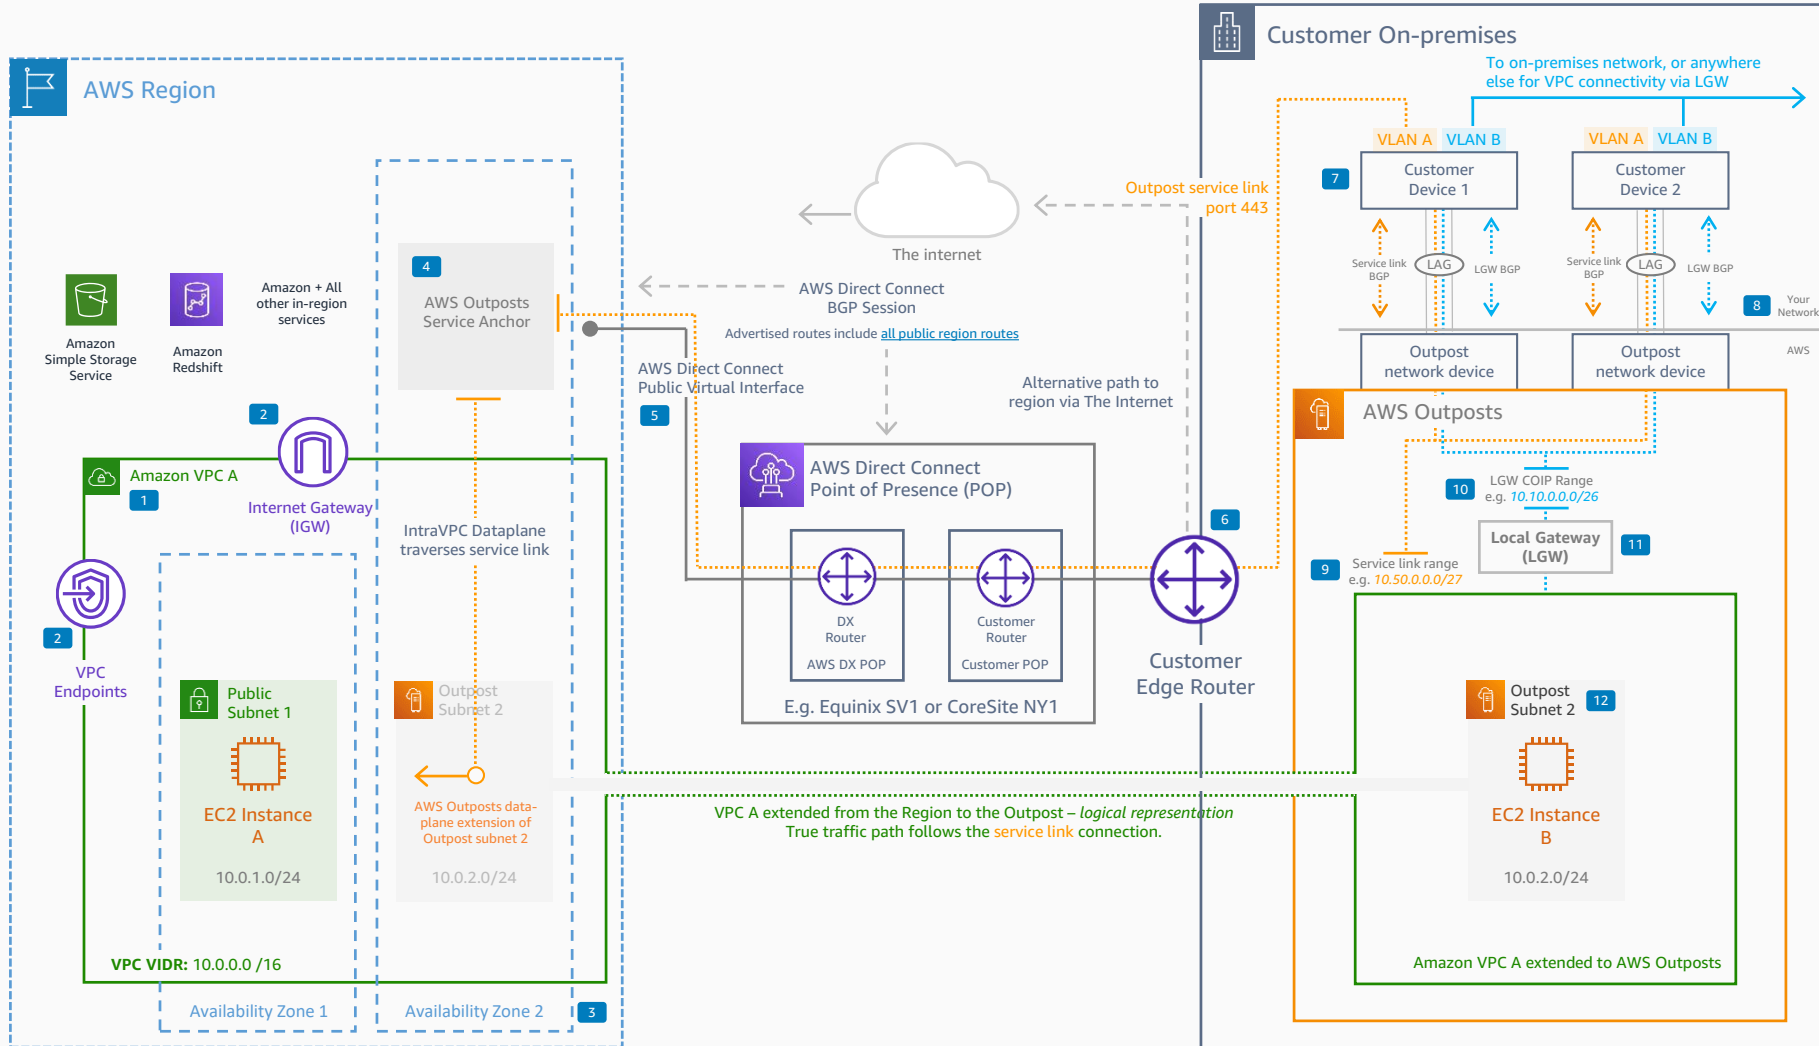 Customer On-premises
To on-premises network, or anywhere
else for VPC connectivity via LGW
AWS Region
VLAN A
VLAN B
VLAN A
VLAN B
Customer
Device 1
Customer
Device 2
7
Outpost service link
port 443
The internet
Service link
BGP
LAG
LGW BGP
Service link
BGP
LAG
LGW BGP
8
Your
Network
AWS
4
AWS Outposts
Service Anchor
Amazon
Simple Storage
Service
Amazon
Redshift
Amazon + All
other in-region
services
AWS Direct Connect
BGP Session
Advertised routes include all public region routes
AWS Direct Connect
Public Virtual Interface
5
Alternative path to
region via The Internet
Outpost
network device
Outpost
network device
AWS Outposts
2
Amazon VPC A
1
Internet Gateway
(IGW)
IntraVPC Dataplane
traverses service link
AWS Direct Connect
Point of Presence (POP)
6
10
LGW COIP Range
e.g. 10.10.0.0.0/26
Local Gateway
(LGW)
11
9
Service link range
e.g. 10.50.0.0.0/27
2
VPC
Endpoints
DX
Router
AWS DX POP
Customer
Router
Customer POP
E.g. Equinix SV1 or CoreSite NY1
Customer
Edge Router
Public
Subnet 1
EC2 Instance
A
10.0.1.0/24
Outpost
Subnet 2
AWS Outposts data-
plane extension of
Outpost subnet 2
10.0.2.0/24
VPC A extended from the Region to the Outpost – logical representation
True traffic path follows the service link connection.
Outpost
Subnet 2
12
EC2 Instance
B
10.0.2.0/24
VPC VIDR: 10.0.0.0 /16
Amazon VPC A extended to AWS Outposts
Availability Zone 1
Availability Zone 2
3